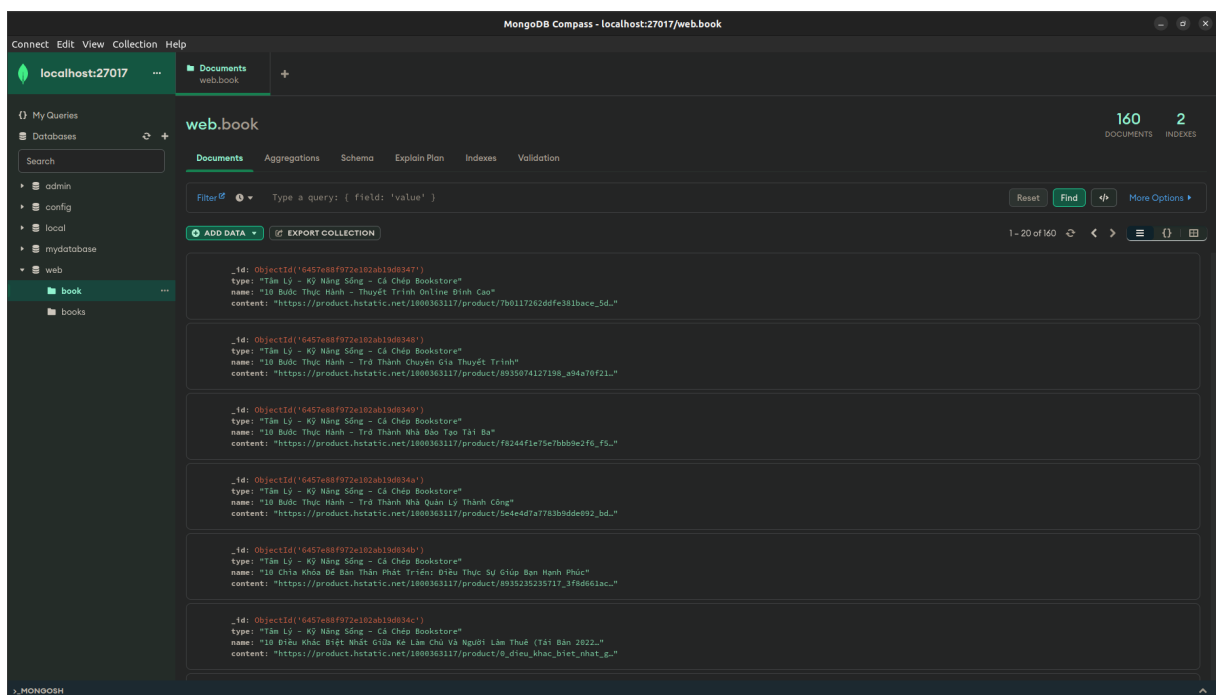 MongoDB Compass - localhost:27017/web.book
Connect Edit View Collection Help
localhost:27017 ...
Documents
web.book
+
{} My Queries
Databases
Search
admin
config
local
mydatabase
web
book ...
books
web.book
160
DOCUMENTS
2
INDEXES
Documents Aggregations Schema Explain Plan Indexes Validation
Filter Type a query: { field: 'value' } Reset Find </> More Options
ADD DATA EXPORT COLLECTION 1 - 20 of 160 {}
_id: ObjectId('6457e88f972e102ab19d0347')
type: "Tâm Lý - Kỹ Năng Sống - Cá Chép Bookstore"
name: "10 Bước Thực Hành - Thuyết Trình Online Đỉnh Cao"
content: "https://product.hstatic.net/1000363117/product/7b0117262ddfe381bace_5d…"
_id: ObjectId('6457e88f972e102ab19d0348')
type: "Tâm Lý - Kỹ Năng Sống - Cá Chép Bookstore"
name: "10 Bước Thực Hành - Trở Thành Chuyên Gia Thuyết Trình"
content: "https://product.hstatic.net/1000363117/product/8935074127198_a94a70f21…"
_id: ObjectId('6457e88f972e102ab19d0349')
type: "Tâm Lý - Kỹ Năng Sống - Cá Chép Bookstore"
name: "10 Bước Thực Hành - Trở Thành Nhà Đào Tạo Tài Ba"
content: "https://product.hstatic.net/1000363117/product/f8244f1e75e7bbb9e2f6_f5…"
_id: ObjectId('6457e88f972e102ab19d034a')
type: "Tâm Lý - Kỹ Năng Sống - Cá Chép Bookstore"
name: "10 Bước Thực Hành - Trở Thành Nhà Quản Lý Thành Công"
content: "https://product.hstatic.net/1000363117/product/5e4e4d7a7783b9dde092_bd…"
_id: ObjectId('6457e88f972e102ab19d034b')
type: "Tâm Lý - Kỹ Năng Sống - Cá Chép Bookstore"
name: "10 Chìa Khóa Để Bản Thân Phát Triển: Điều Thực Sự Giúp Bạn Hạnh Phúc"
content: "https://product.hstatic.net/1000363117/product/8935235235717_3f8d661ac…"
_id: ObjectId('6457e88f972e102ab19d034c')
type: "Tâm Lý - Kỹ Năng Sống - Cá Chép Bookstore"
name: "10 Điều Khác Biệt Nhất Giữa Kẻ Làm Chủ Và Người Làm Thuê (Tái Bản 2022…"
content: "https://product.hstatic.net/1000363117/product/0_dieu_khac_biet_nhat_g…"
>_MONGOSH